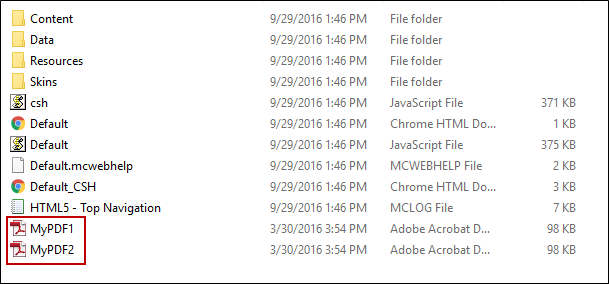 Content 9/29/2016 1:46 PM File folder
Data 9/29/2016 1:46 PM File folder
Resources 9/29/2016 1:46 PM File folder
Skins 9/29/2016 1:46 PM File folder
csh 9/29/2016 1:46 PM JavaScript File 371 KB
Default 9/29/2016 1:46 PM Chrome HTML Do... 1 KB
Default 9/29/2016 1:46 PM JavaScript File 375 KB
Default.mcwebhelp 9/29/2016 1:46 PM MCWEBHELP File 4 KB
Default_CSH 9/29/2016 1:46 PM Chrome HTML Do... 1 KB
HTML5 - Top Navigation 9/29/2016 1:46 PM MCLOG File 7 KB
MyPDF1 3/30/2016 3:54 PM Adobe Acrobat D... 98 KB
MyPDF2 3/30/2016 3:54 PM Adobe Acrobat D... 98 KB